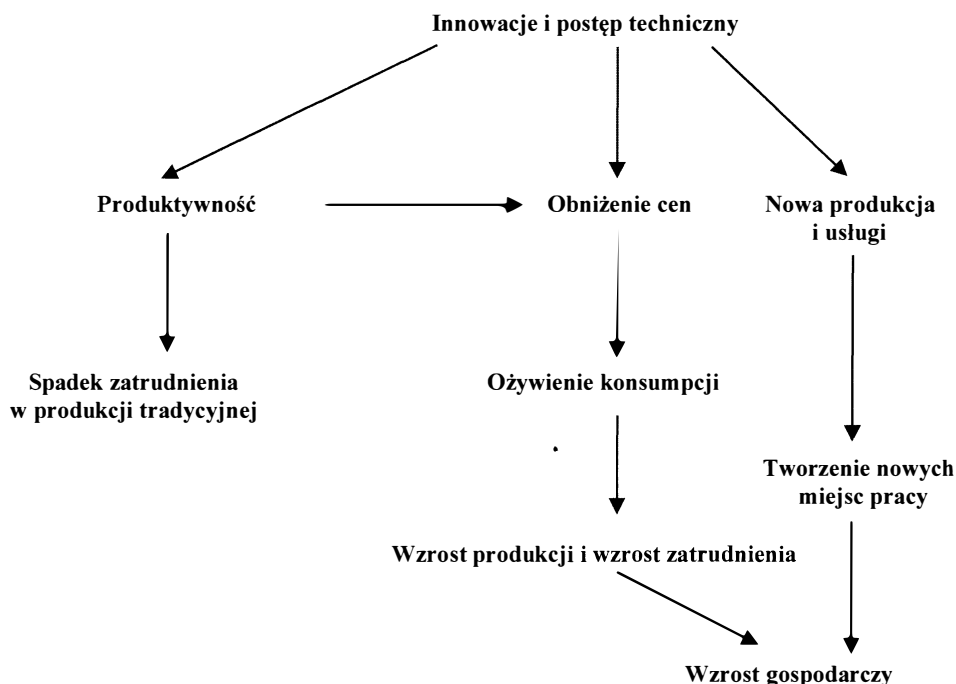 Innowacje i postęp techniczny
Produktywność
Obniżenie cen
Nowa produkcja
i usługi
Spadek zatrudnienia
w produkcji tradycyjnej
Ożywienie konsumpcji
Tworzenie nowych
miejsc pracy
Wzrost produkcji i wzrost zatrudnienia
Wzrost gospodarczy